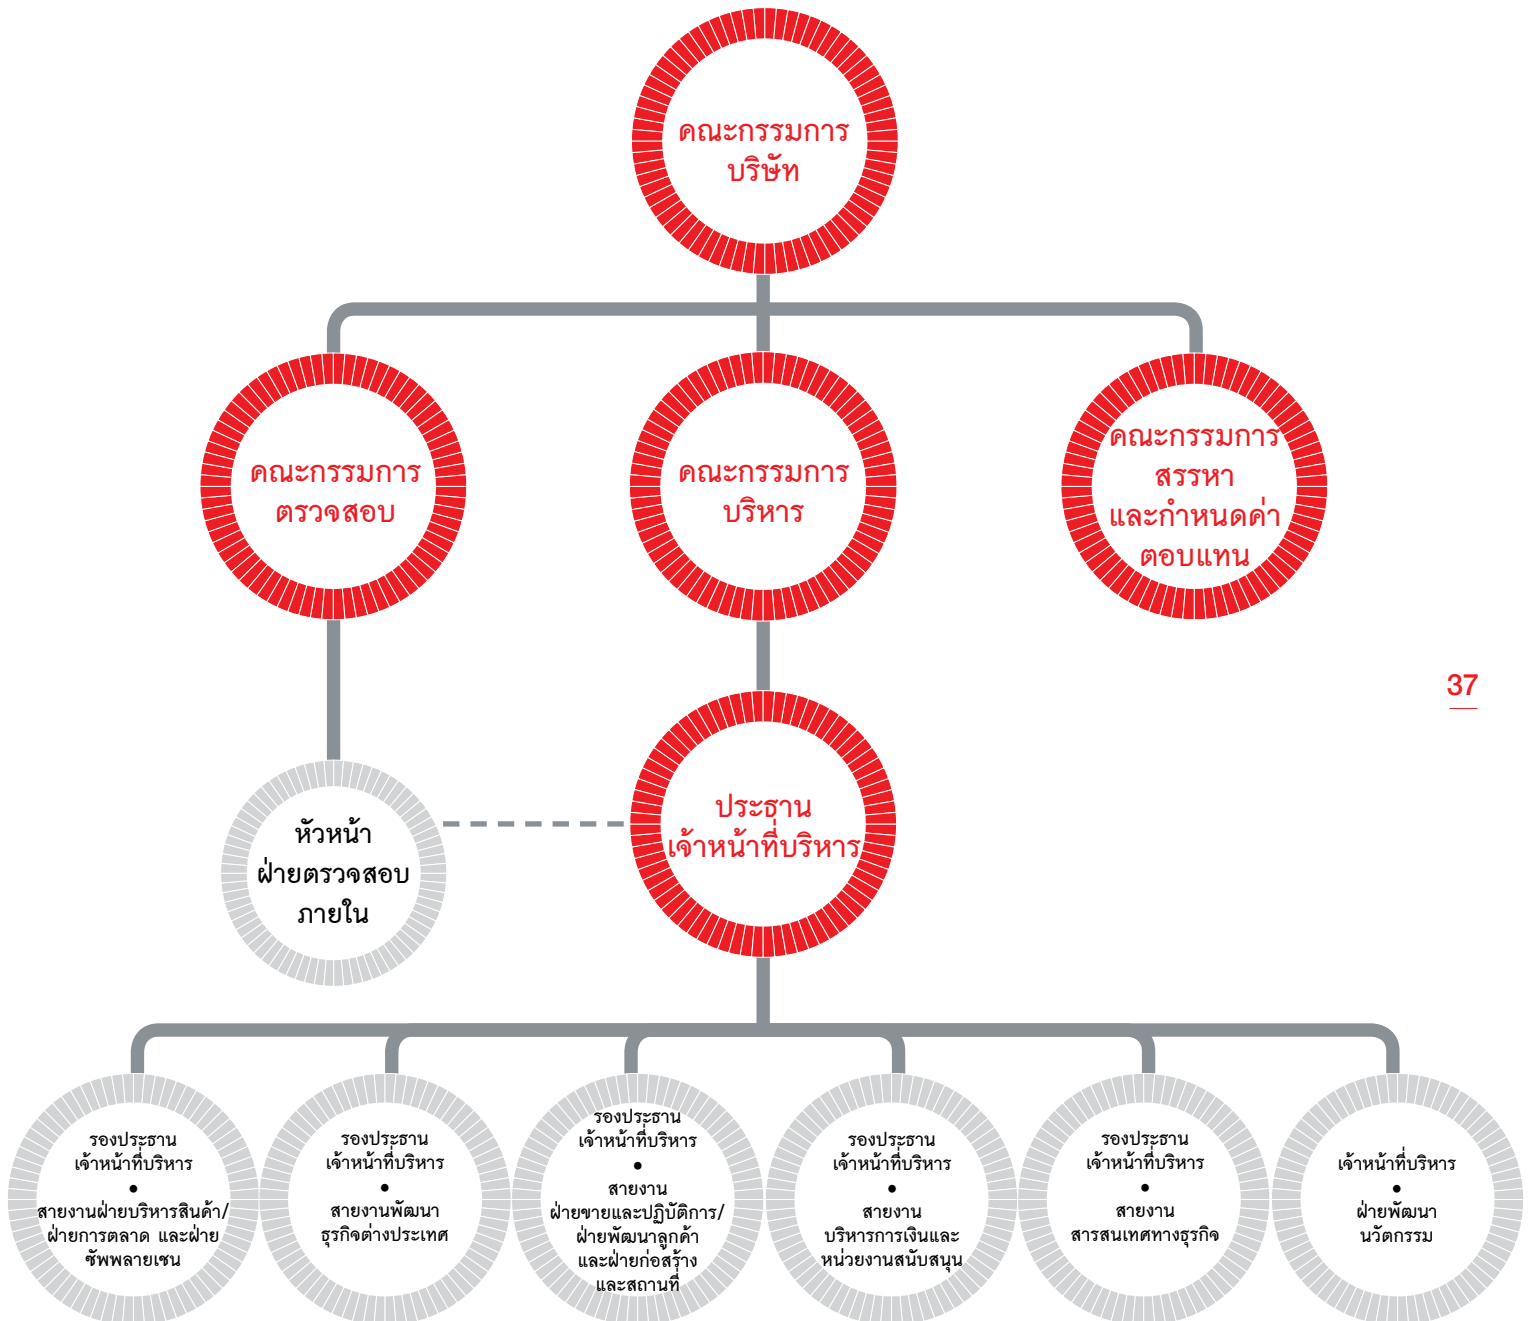 คณะกรรมการ
บริษัท
คณะกรรมการ
ตรวจสอบ
คณะกรรมการ
บริหาร
คณะกรรมการ
สรรหา
และกำหนดค่า
ตอบแทน
37
ประธาน
เจ้าหน้าที่บริหาร
หัวหน้า
ฝ่ายตรวจสอบ
ภายใน
รองประธาน
เจ้าหน้าที่บริหาร
•
สายงานฝ่ายบริหารสินค้า/
ฝ่ายการตลาด และฝ่าย
ซัพพลายเชน
รองประธาน
เจ้าหน้าที่บริหาร
•
สายงานพัฒนา
ธุรกิจต่างประเทศ
รองประธาน
เจ้าหน้าที่บริหาร
•
สายงาน
ฝ่ายขายและปฏิบัติการ/
ฝ่ายพัฒนาลูกค้า
และฝ่ายก่อสร้าง
และสถานที่
รองประธาน
เจ้าหน้าที่บริหาร
•
สายงาน
บริหารการเงินและ
หน่วยงานสนับสนุน
รองประธาน
เจ้าหน้าที่บริหาร
•
สายงาน
สารสนเทศทางธุรกิจ
เจ้าหน้าที่บริหาร
•
ฝ่ายพัฒนา
นวัตกรรม